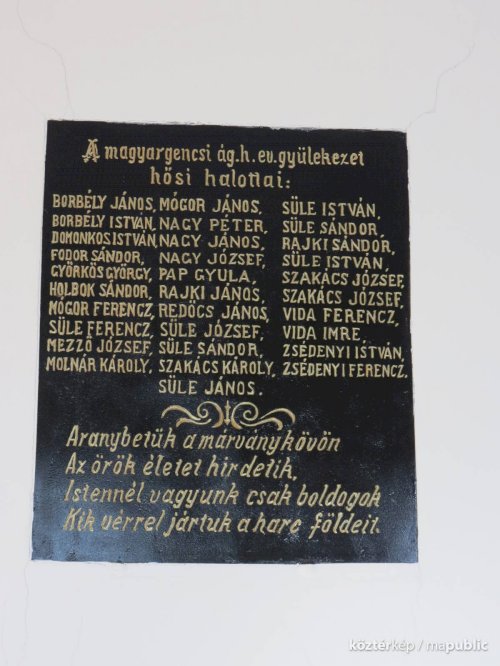 A magyargencsi ág.h.ev.gyülekezet
hősi halottai:
BORBÉLY JÁNOS, MÓGOR JÁNOS, SÜLE ISTVÁN,
BORBÉLY ISTVÁN, NAGY PÉTER, SÜLE SÁNDOR,
DOMONKOS ISTVÁN, NAGY JÁNOS, RAJKI SÁNDOR,
FODOR SÁNDOR, NAGY JÓZSEF, SÜLE ISTVÁN,
GYÖRKÖS GYÖRGY, PAP GYULA, SZAKÁCS JÓZSEF,
HOLBOK SÁNDOR, RAJKI JÁNOS, SZAKÁCS JÓZSEF,
MÓGOR FERENCZ, REDŐCS JÁNOS, VIDA FERENCZ,
SÜLE FERENCZ, SÜLE JÓZSEF, VIDA IMRE,
MEZZŐ JÓZSEF, SÜLE SÁNDOR, ZSÉDENYI ISTVÁN,
MOLNÁR KÁROLY, SZAKÁCS KÁROLY, ZSÉDENYI FERENCZ.
SÜLE JÁNOS.
Aranybetük a márványkövön
Az örök életet hirdetik,
Istennél vagyunk csak boldogok
Kik vérrel jártuk a harc földeit.
köztérkép / mapublic